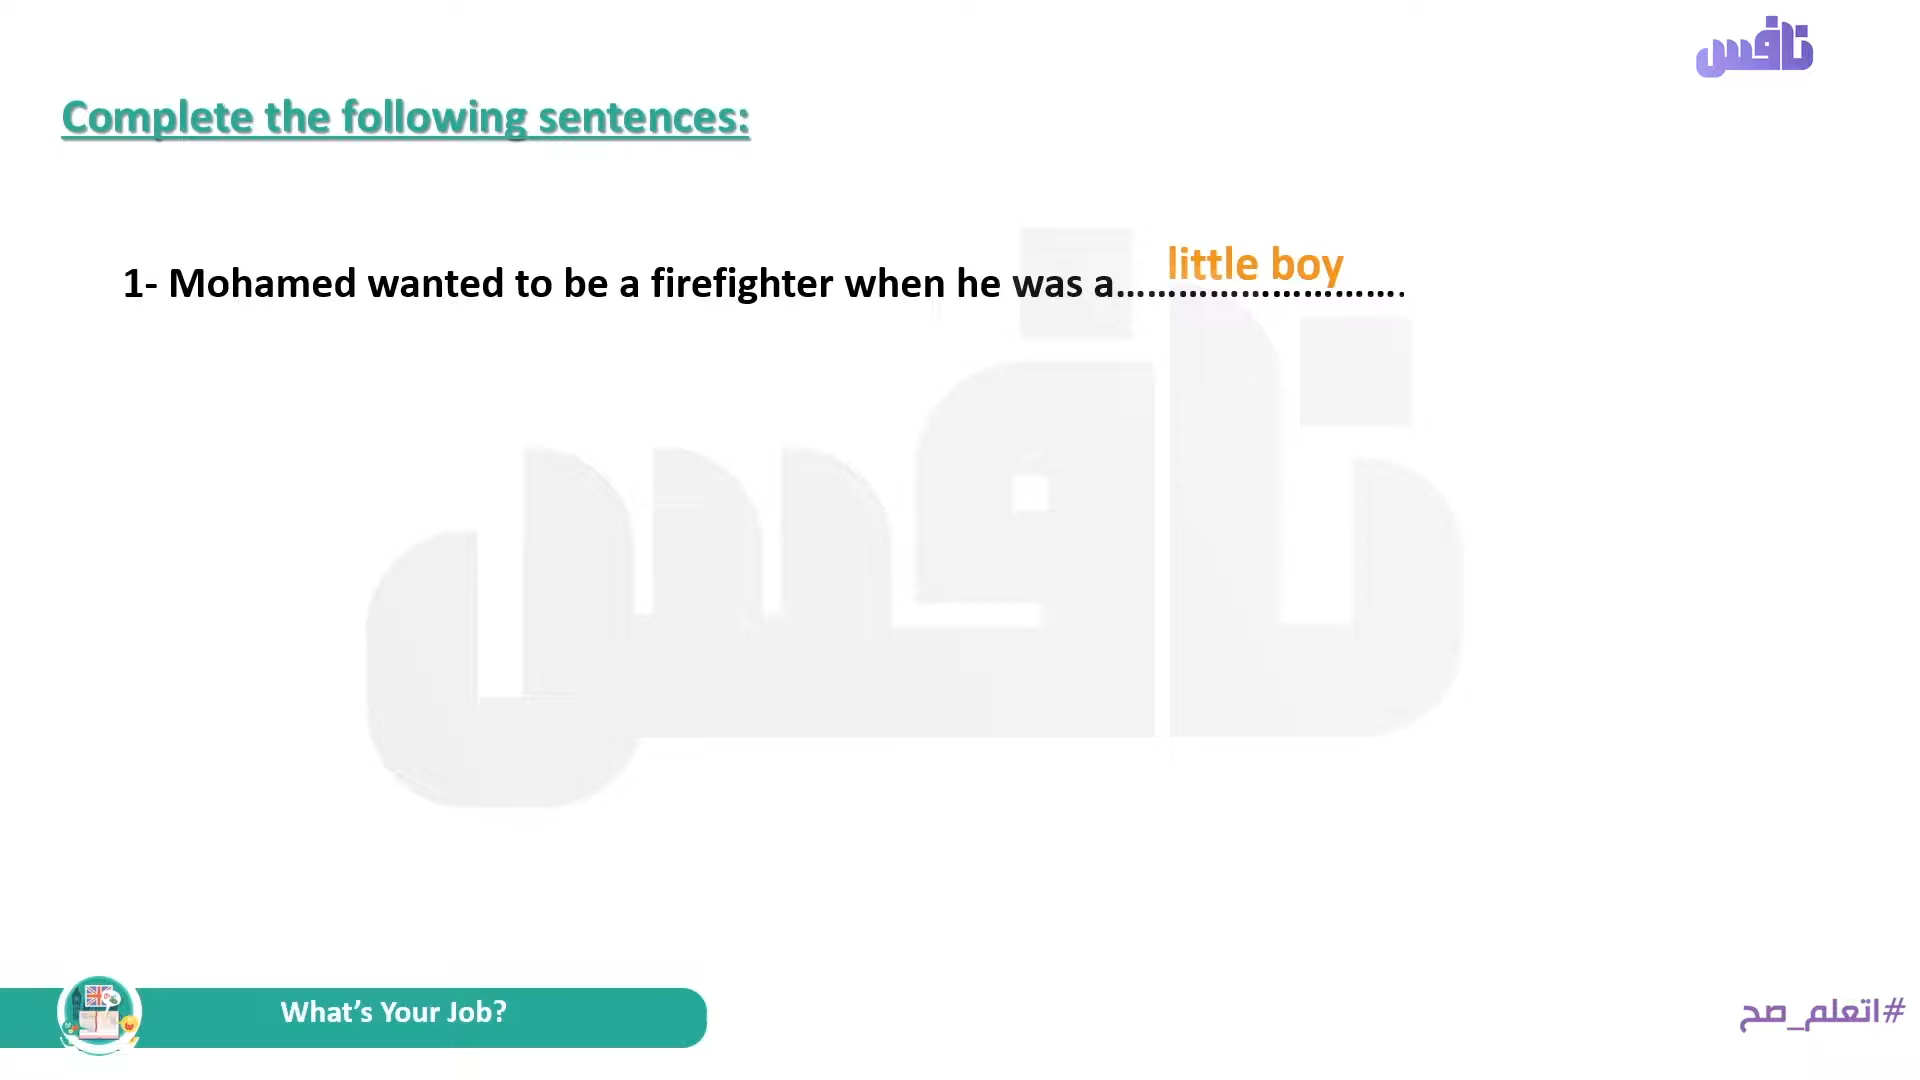 نافس
Complete the following sentences:
1- Mohamed wanted to be a firefighter when he was a............................. little boy
نافس
What's Your Job?
#اتعلم_صح